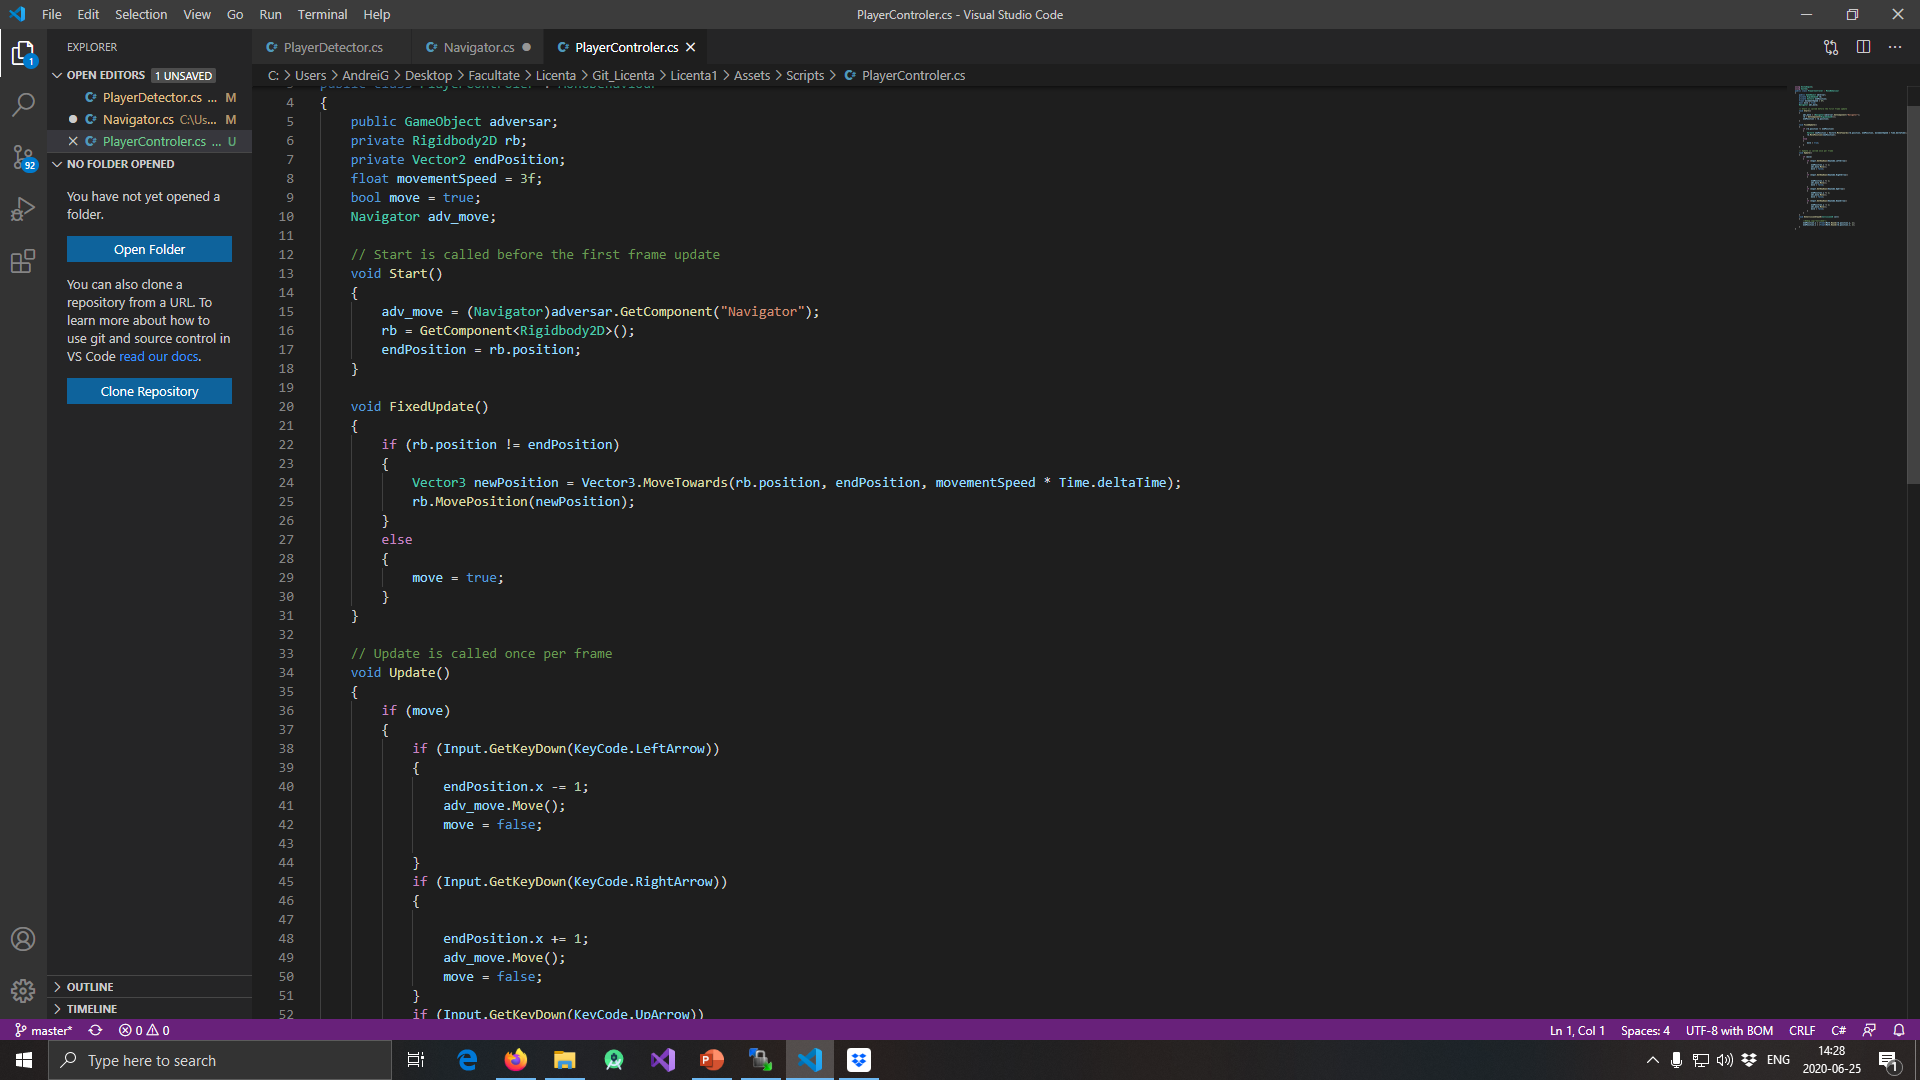 File Edit Selection View Go Run Terminal Help
PlayerControler.cs - Visual Studio Code
EXPLORER
OPEN EDITORS 1 UNSAVED
PlayerDetector.cs ... M
Navigator.cs C:\Us... M
PlayerControler.cs ... U
NO FOLDER OPENED
You have not yet opened a
folder.
Open Folder
You can also clone a
repository from a URL. To
learn more about how to
use git and source control in
VS Code read our docs.
Clone Repository
OUTLINE
TIMELINE
1
92
PlayerDetector.cs Navigator.cs PlayerControler.cs
C: > Users > AndreiG > Desktop > Facultate > Licenta > Git_Licenta > Licenta1 > Assets > Scripts > PlayerControler.cs
4 {
5 public GameObject adversar;
6 private Rigidbody2D rb;
7 private Vector2 endPosition;
8 float movementSpeed = 3f;
9 bool move = true;
10 Navigator adv_move;
11
12 // Start is called before the first frame update
13 void Start()
14 {
15 adv_move = (Navigator)adversar.GetComponent("Navigator");
16 rb = GetComponent<Rigidbody2D>();
17 endPosition = rb.position;
18 }
19
20 void FixedUpdate()
21 {
22 if (rb.position != endPosition)
23 {
24 Vector3 newPosition = Vector3.MoveTowards(rb.position, endPosition, movementSpeed * Time.deltaTime);
25 rb.MovePosition(newPosition);
26 }
27 else
28 {
29 move = true;
30 }
31 }
32
33 // Update is called once per frame
34 void Update()
35 {
36 if (move)
37 {
38 if (Input.GetKeyDown(KeyCode.LeftArrow))
39 {
40 endPosition.x -= 1;
41 adv_move.Move();
42 move = false;
43
44 }
45 if (Input.GetKeyDown(KeyCode.RightArrow))
46 {
47
48 endPosition.x += 1;
49 adv_move.Move();
50 move = false;
51 }
52 if (Input.GetKeyDown(KeyCode.UpArrow))
master* 0 0
Ln 1, Col 1 Spaces: 4 UTF-8 with BOM CRLF C#
Type here to search
ENG
14:28
2020-06-25
1